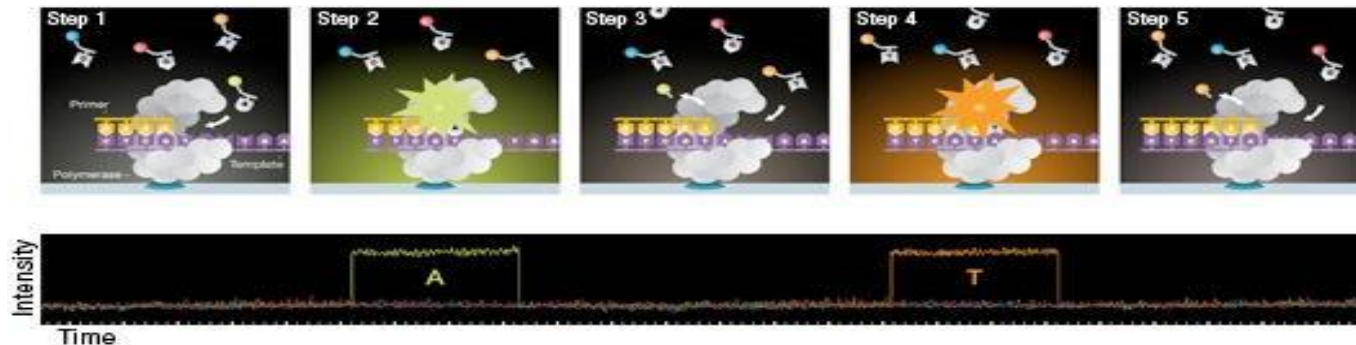 Step 1
Step 2
Step 3
Step 4
Step 5
Primer
Template
Polymerase
Intensity
A
T
Time